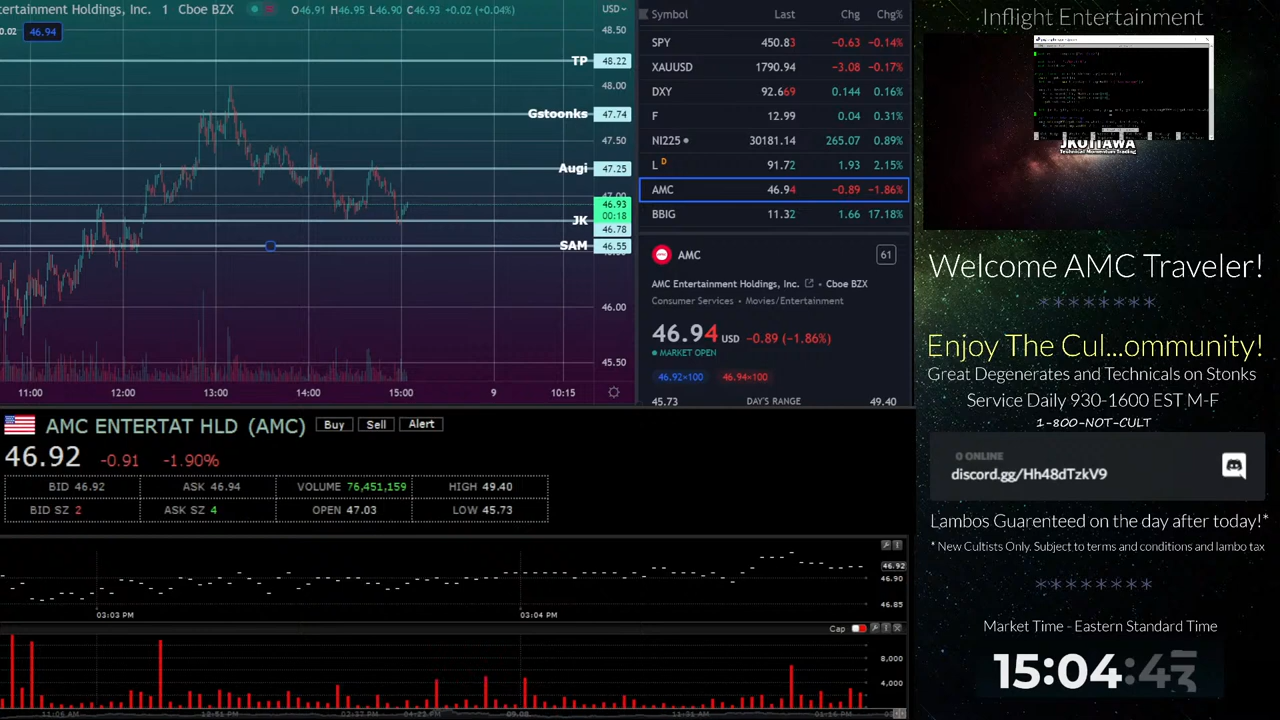 ertainment Holdings, Inc. 1 Cboe BZX O46.91 H46.95 L46.90 C46.93 +0.02 (+0.04%) USD
0.02 46.94
48.50
TP 48.22
48.00
Gstoonks 47.74
47.50
Augi 47.25
47.00
46.93
00:18
JK 46.78
SAM 46.55
46.00
45.50
11:00 12:00 13:00 14:00 15:00 9 10:15
Symbol Last Chg Chg%
SPY 450.83 −0.63 −0.14%
XAUUSD 1790.94 −3.08 −0.17%
DXY 92.669 0.144 0.16%
F 12.99 0.04 0.31%
NI225 30181.14 265.07 0.89%
L D 91.72 1.93 2.15%
AMC 46.94 −0.89 −1.86%
BBIG 11.32 1.66 17.18%
AMC 61
AMC Entertainment Holdings, Inc. • Cboe BZX
Consumer Services • Movies/Entertainment
46.94 USD −0.89 (−1.86%)
MARKET OPEN
46.92×100 46.94×100
45.73 DAY'S RANGE 49.40
AMC ENTERTAT HLD (AMC) Buy Sell Alert
46.92 -0.91 -1.90%
BID 46.92 ASK 46.94 VOLUME 76,451,159 HIGH 49.40
BID SZ 2 ASK SZ 4 OPEN 47.03 LOW 45.73
46.92
46.90
46.85
03:03 PM 03:04 PM
Cap
8,000
4,000
Inflight Entertainment
JKOTTAWA
Technical Momentum Trading
Welcome AMC Traveler!
********
Enjoy The Cul...ommunity!
Great Degenerates and Technicals on Stonks
Service Daily 930-1600 EST M-F
1-800-NOT-CULT
0 ONLINE
discord.gg/Hh48dTzkV9
Lambos Guarenteed on the day after today!*
* New Cultists Only. Subject to terms and conditions and lambo tax
********
Market Time - Eastern Standard Time
15:04:43